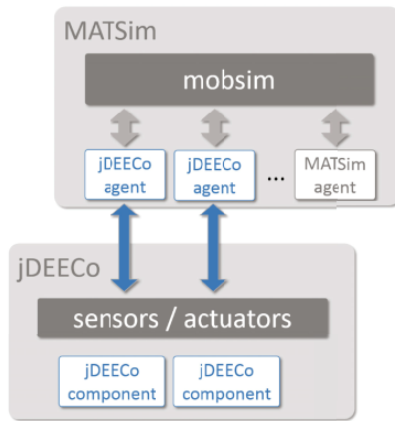 MATSim
mobsim
jDEECo jDEECo MATSim
agent agent ... agent
jDEECo
sensors / actuators
jDEECo jDEECo
component component